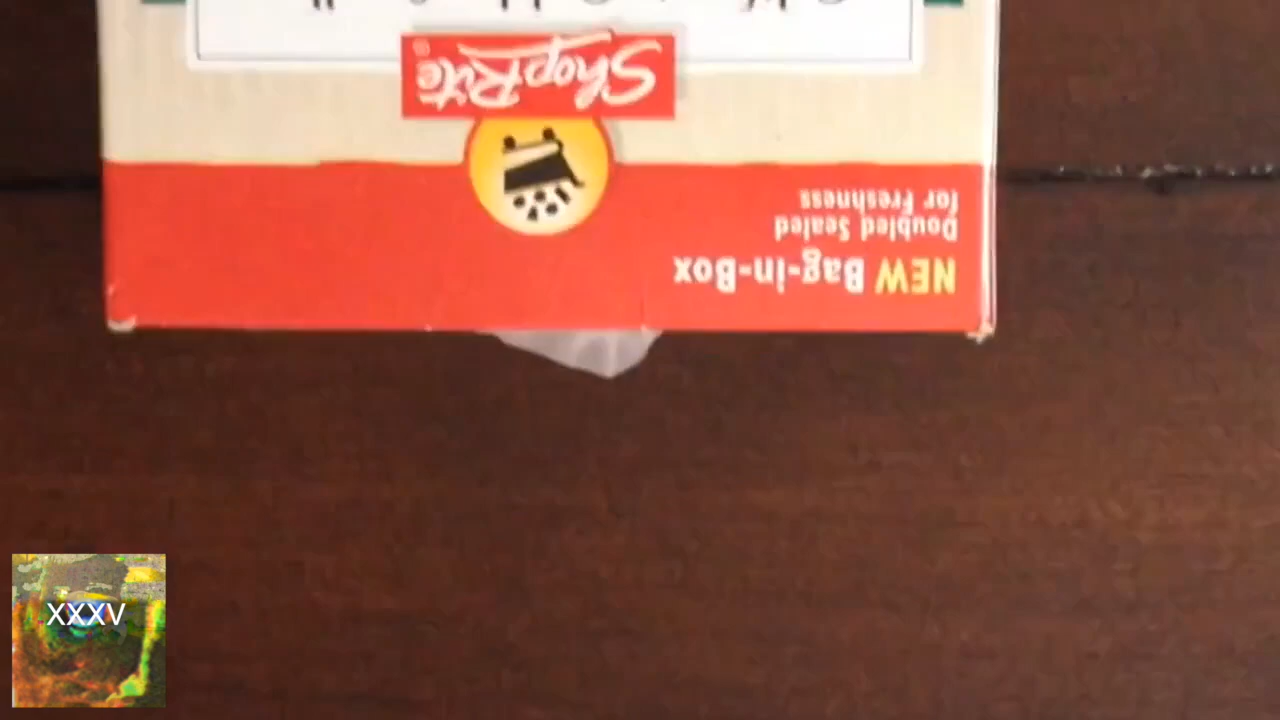 NEW Bag-in-Box
Doubled Sealed
for Freshness
ShopRite®
XXXV